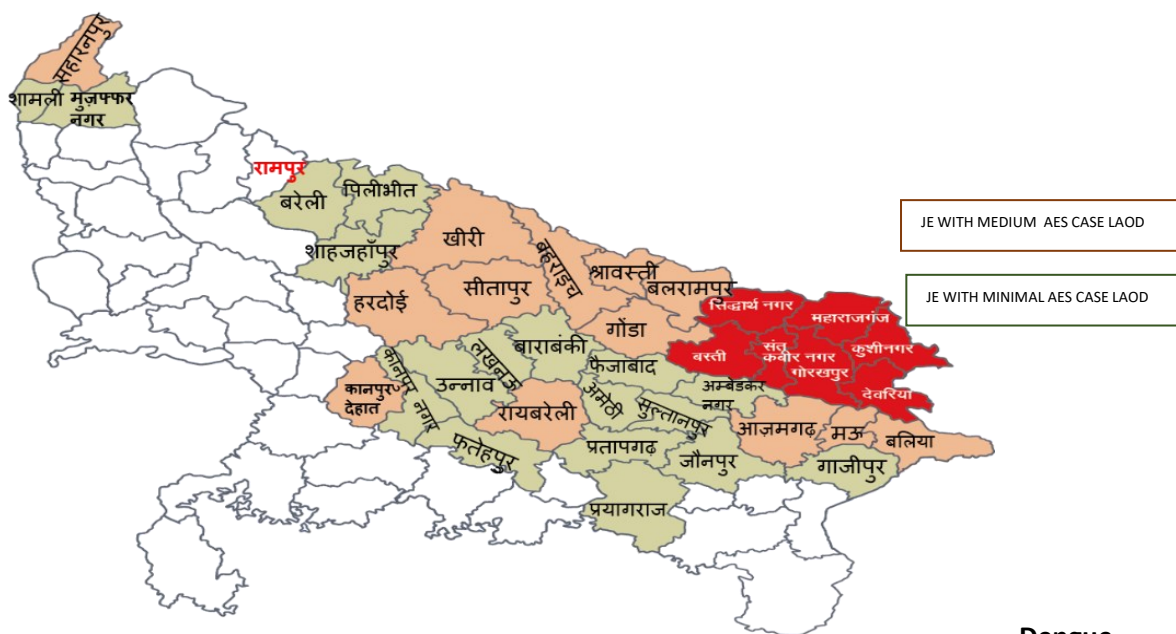 सहारनपुर
शामली
मुज़फ्फर
नगर
रामपुर
बरेली
पिलीभीत
शाहजहाँपुर
खीरी
बहराइच
श्रावस्ती
बलरामपुर
हरदोई
सीतापुर
गोंडा
सिद्धार्थ नगर
महाराजगंज
बस्ती
संत
कबीर नगर
कुशीनगर
गोरखपुर
देवरिया
कानपुर
देहात
कानपुर नगर
उन्नाव
लखनऊ
बाराबंकी
फैजाबाद
अम्बेडकर
नगर
रायबरेली
अमेठी
सुल्तानपुर
आज़मगढ़
मऊ
बलिया
फतेहपुर
प्रतापगढ़
जौनपुर
गाजीपुर
प्रयागराज
JE WITH MEDIUM AES CASE LAOD
JE WITH MINIMAL AES CASE LAOD